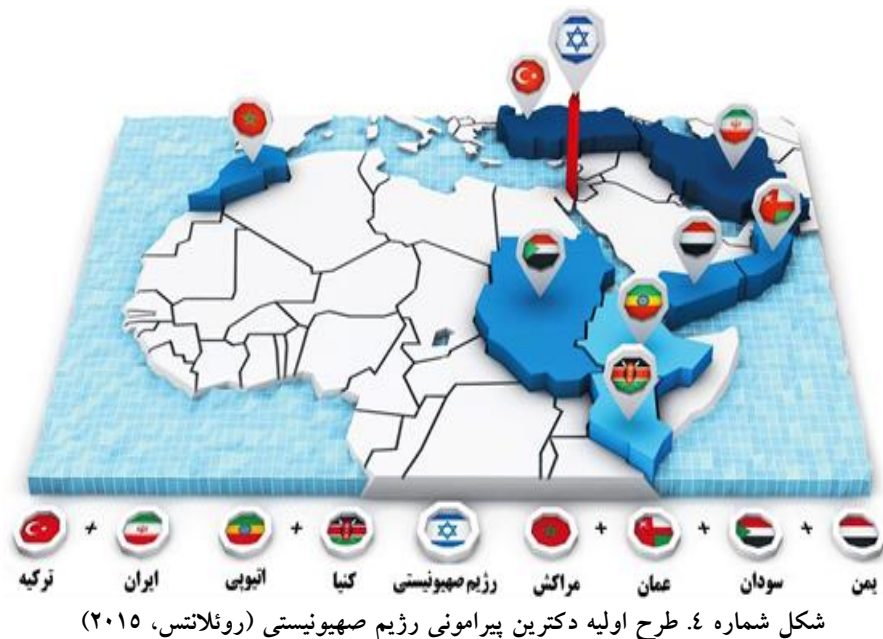 یمن + سودان + عمان + مراکش رژیم صهیونیستی کنیا + اتیوپی ایران + ترکیه
شکل شماره ٤. طرح اولیه دکترین پیرامونی رژیم صهیونیستی (روئلانتس، ۲۰۱۵)